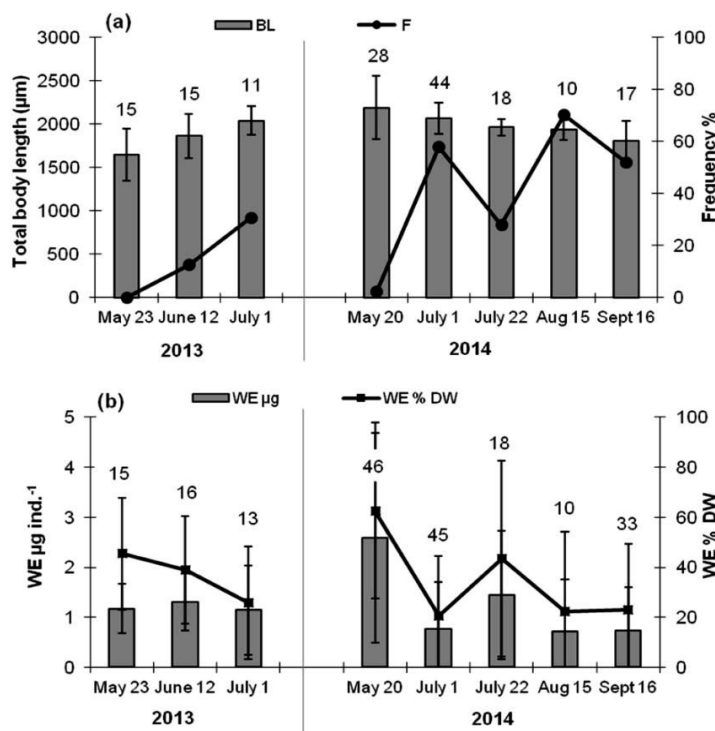 (a) BL F
Total body length (µm)
3000
2500
2000
1500
1000
500
0
15 15 11 28 44 18 10 17
100
80
60
40
20
0
Frequency %
May 23 June 12 July 1 May 20 July 1 July 22 Aug 15 Sept 16
2013 2014
(b) WE µg WE % DW
WE µg ind.-1
5
4
3
2
1
0
15 16 13 46 45 18 10 33
100
80
60
40
20
0
WE % DW
May 23 June 12 July 1 May 20 July 1 July 22 Aug 15 Sept 16
2013 2014